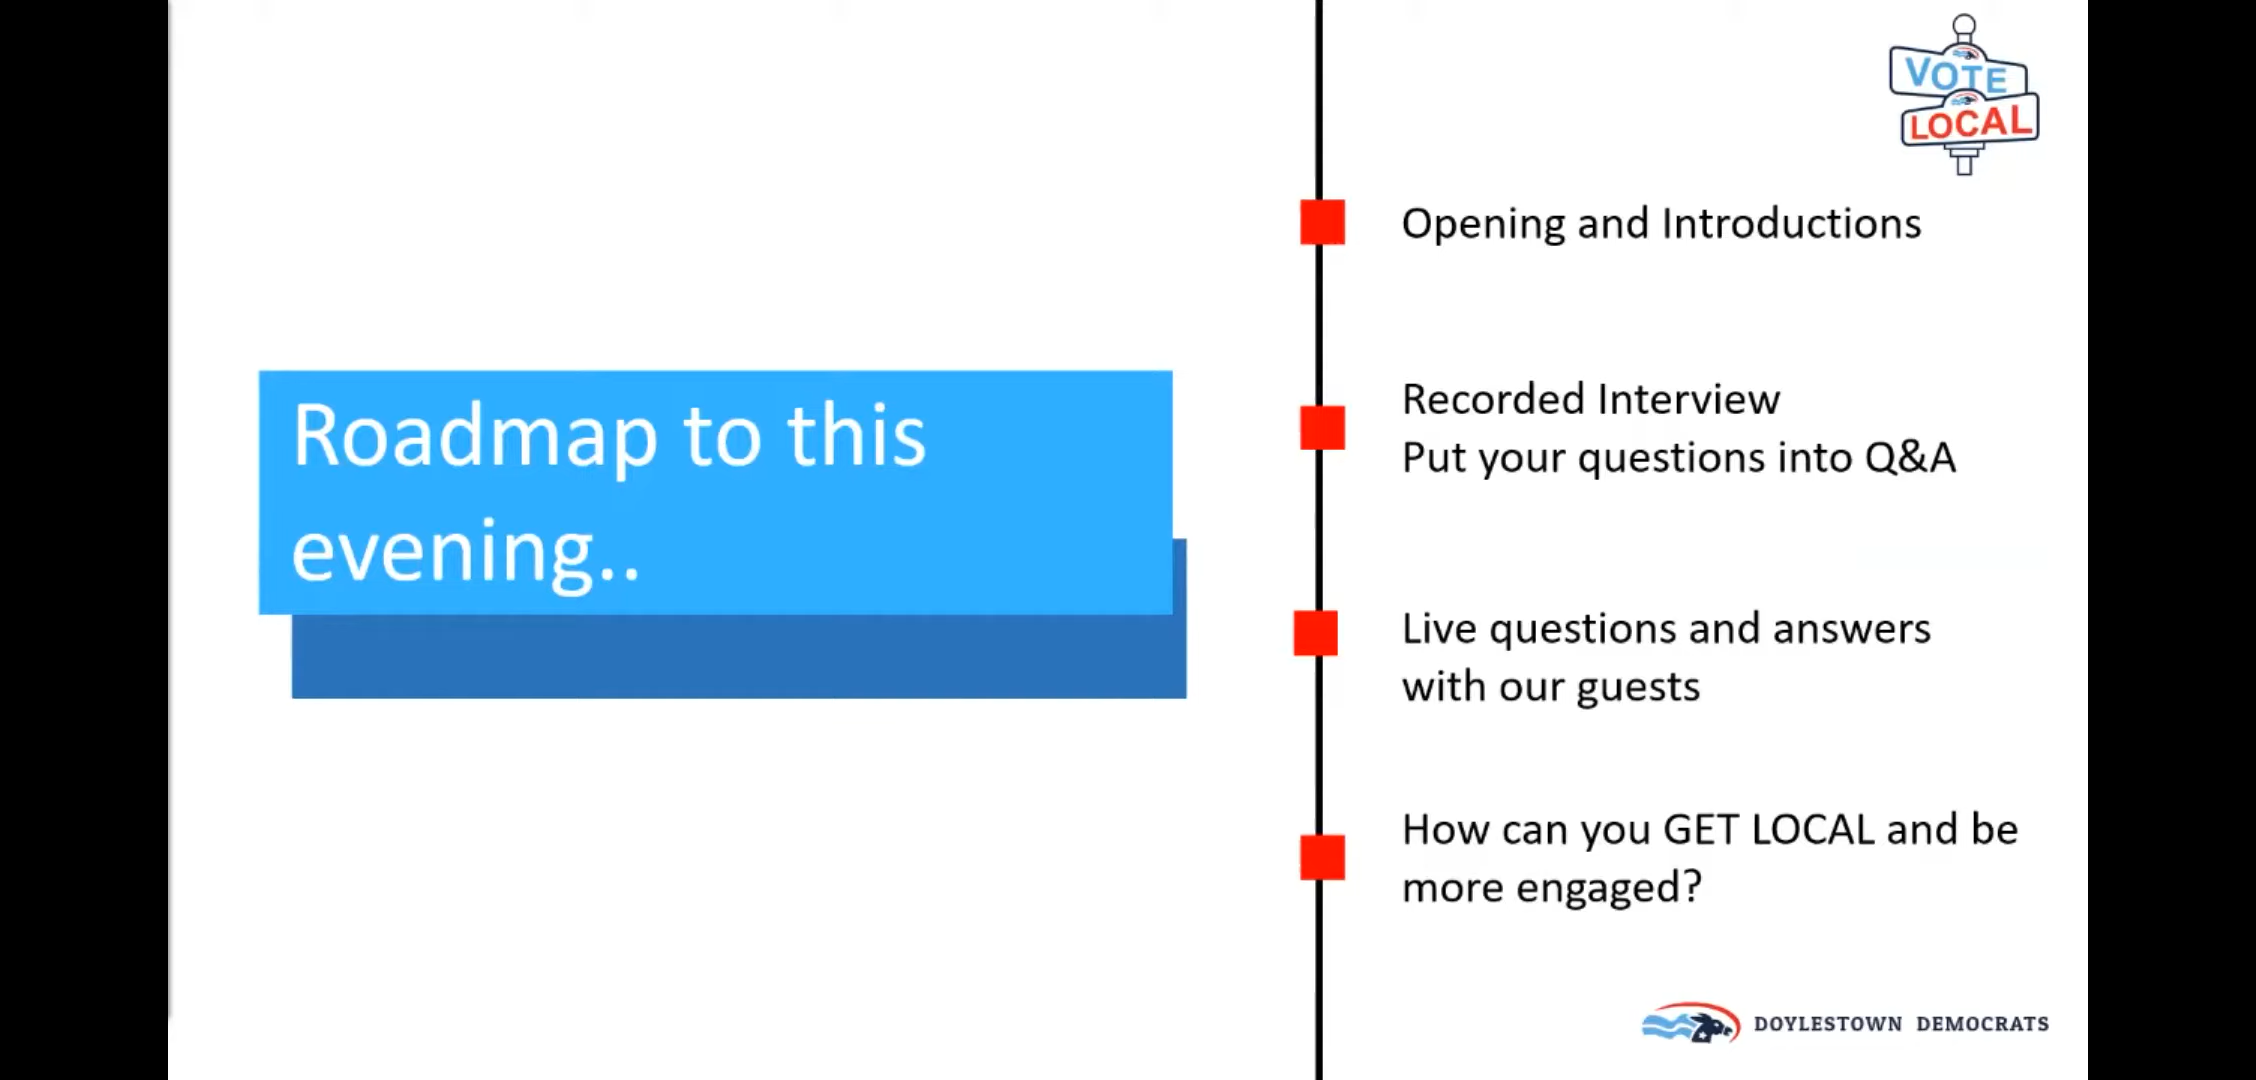 VOTE
LOCAL
Roadmap to this
evening..
Opening and Introductions
Recorded Interview
Put your questions into Q&A
Live questions and answers
with our guests
How can you GET LOCAL and be
more engaged?
DOYLESTOWN DEMOCRATS